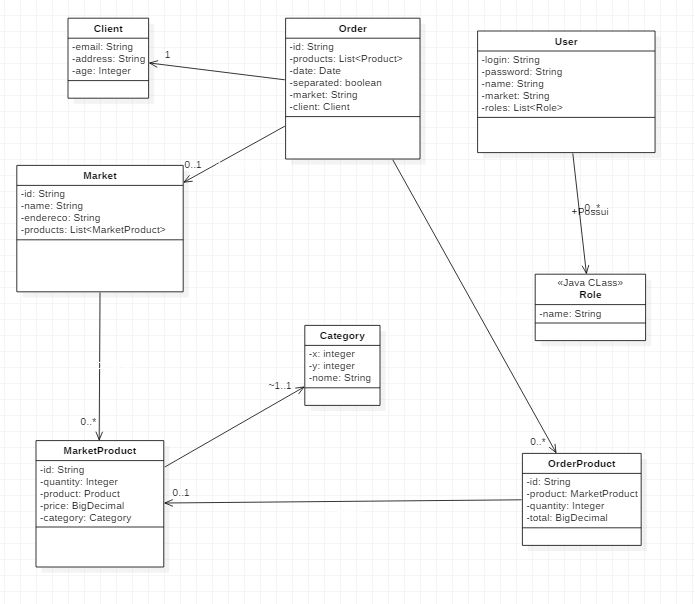 Client
-email: String
-address: String
-age: Integer
1
Order
-id: String
-products: List<Product>
-date: Date
-separated: boolean
-market: String
-client: Client
User
-login: String
-password: String
-name: String
-market: String
-roles: List<Role>
0..1
Market
-id: String
-name: String
-endereco: String
-products: List<MarketProduct>
0..*
+Possui
«Java CLass»
Role
-name: String
Category
-x: integer
-y: integer
-nome: String
~1..1
0..*
MarketProduct
-id: String
-quantity: Integer
-product: Product
-price: BigDecimal
-category: Category
0..1
0..*
OrderProduct
-id: String
-product: MarketProduct
-quantity: Integer
-total: BigDecimal